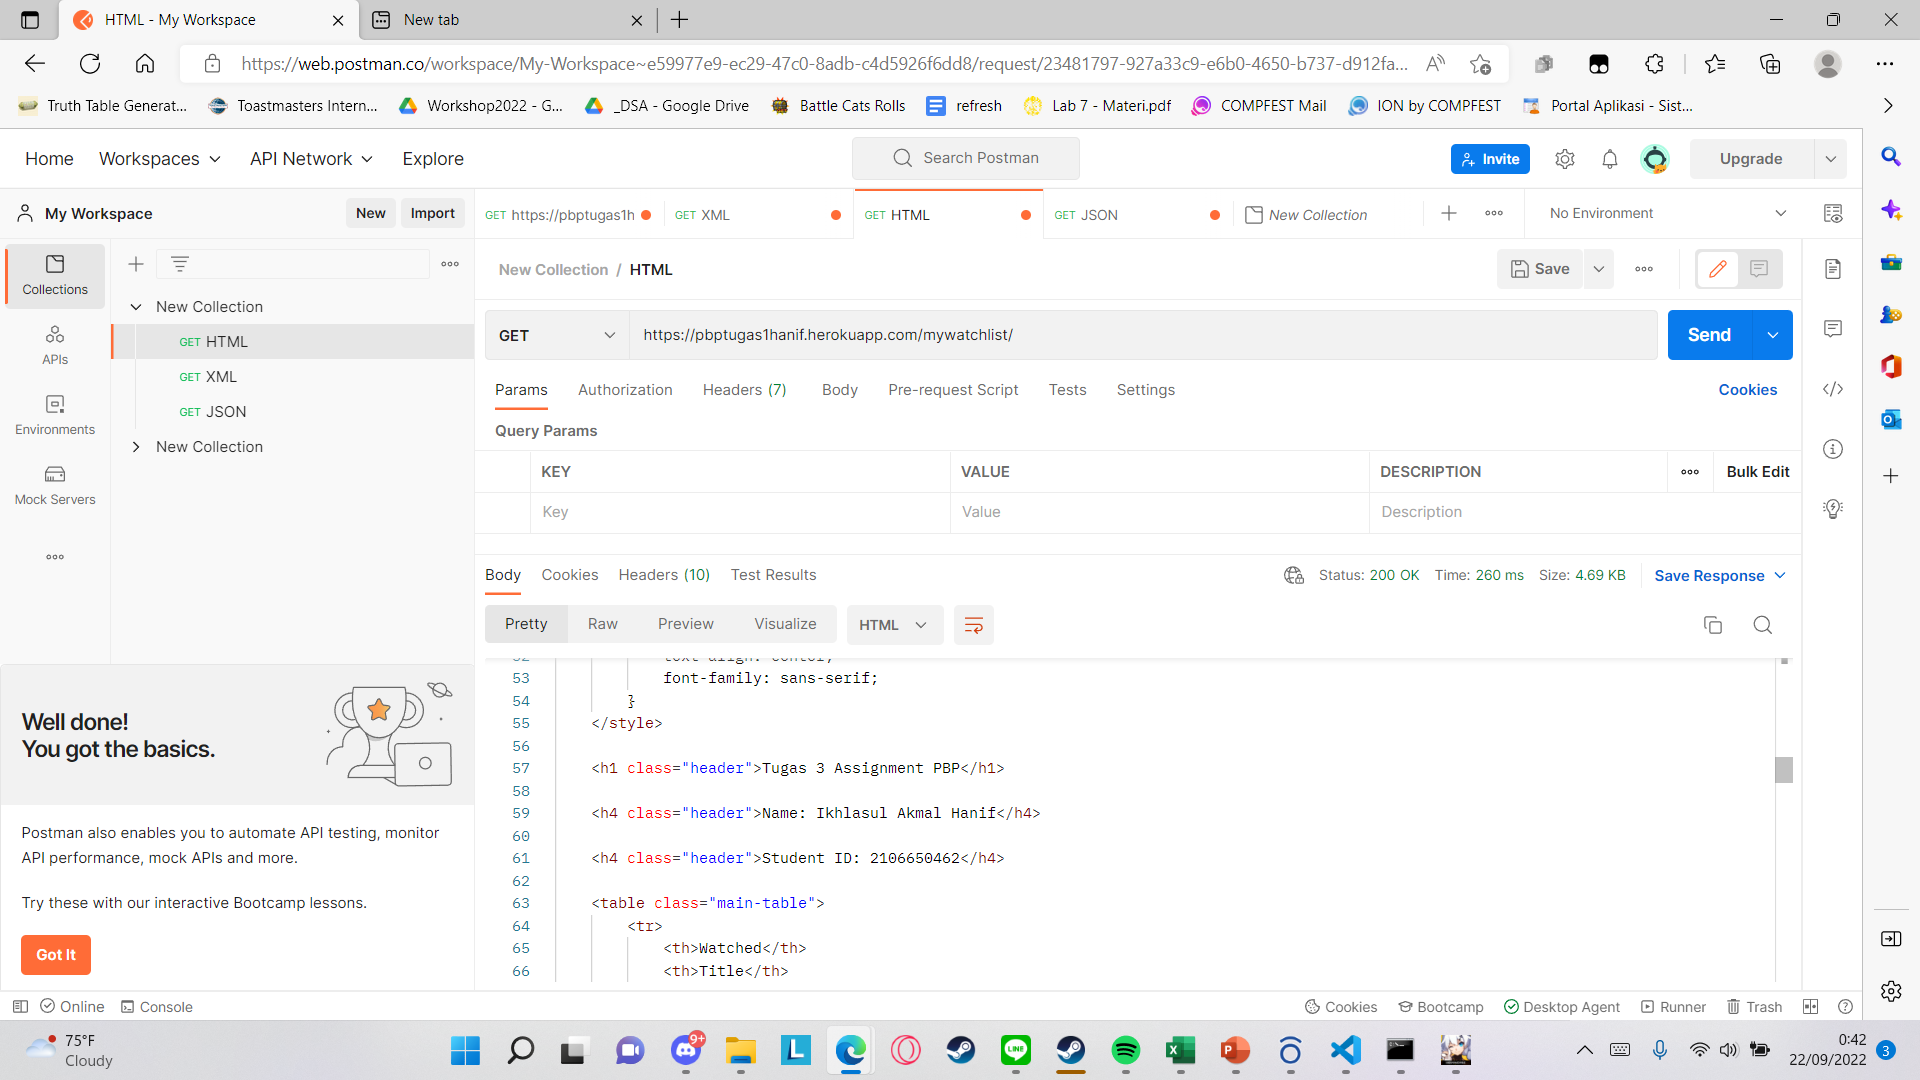 HTML - My Workspace
New tab
https://web.postman.co/workspace/My-Workspace~e59977e9-ec29-47c0-8adb-c4d5926f6dd8/request/23481797-927a33c9-e6b0-4650-b737-d912fa...
Truth Table Generat... Toastmasters Intern... Workshop2022 - G... _DSA - Google Drive Battle Cats Rolls refresh Lab 7 - Materi.pdf COMPFEST Mail ION by COMPFEST Portal Aplikasi - Sist...
Home Workspaces API Network Explore Search Postman Invite Upgrade
My Workspace New Import
GET https://pbptugas1h GET XML GET HTML GET JSON New Collection No Environment
Collections
APIs
Environments
Mock Servers
New Collection
GET HTML
GET XML
GET JSON
New Collection
New Collection / HTML Save
GET https://pbptugas1hanif.herokuapp.com/mywatchlist/ Send
Params Authorization Headers (7) Body Pre-request Script Tests Settings Cookies
Query Params
KEY VALUE DESCRIPTION Bulk Edit
Key Value Description
Body Cookies Headers (10) Test Results Status: 200 OK Time: 260 ms Size: 4.69 KB Save Response
Pretty Raw Preview Visualize HTML
52 text-align: center;
53 font-family: sans-serif;
54 }
55 </style>
56
57 <h1 class="header">Tugas 3 Assignment PBP</h1>
58
59 <h4 class="header">Name: Ikhlasul Akmal Hanif</h4>
60
61 <h4 class="header">Student ID: 2106650462</h4>
62
63 <table class="main-table">
64 <tr>
65 <th>Watched</th>
66 <th>Title</th>
Well done!
You got the basics.
Postman also enables you to automate API testing, monitor
API performance, mock APIs and more.
Try these with our interactive Bootcamp lessons.
Got It
Online Console Cookies Bootcamp Desktop Agent Runner Trash
75°F
Cloudy
9+
L
LINE
0:42
22/09/2022
3